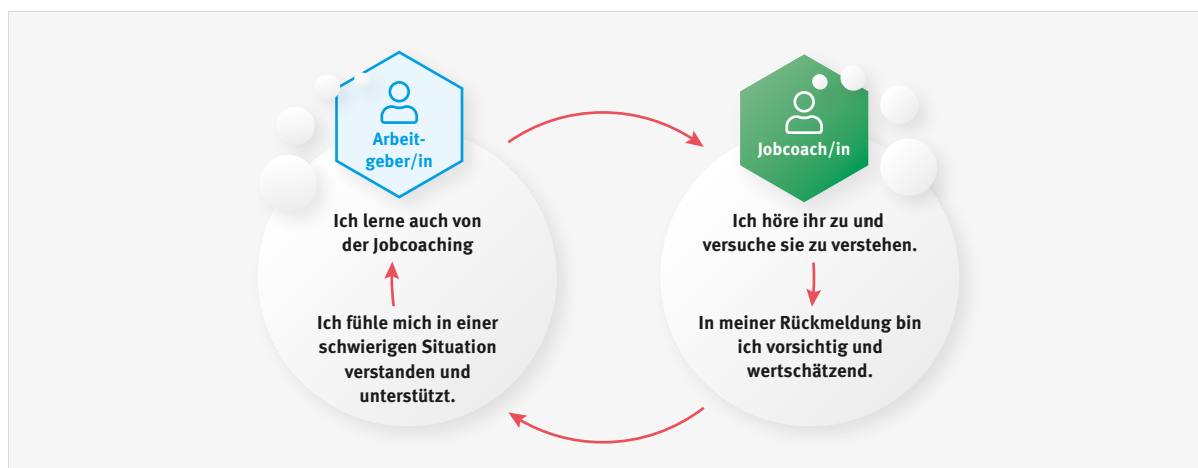 Arbeit-
geber/in
Ich lerne auch von
der Jobcoaching
Ich fühle mich in einer
schwierigen Situation
verstanden und
unterstützt.
Jobcoach/in
Ich höre ihr zu und
versuche sie zu verstehen.
In meiner Rückmeldung bin
ich vorsichtig und
wertschätzend.